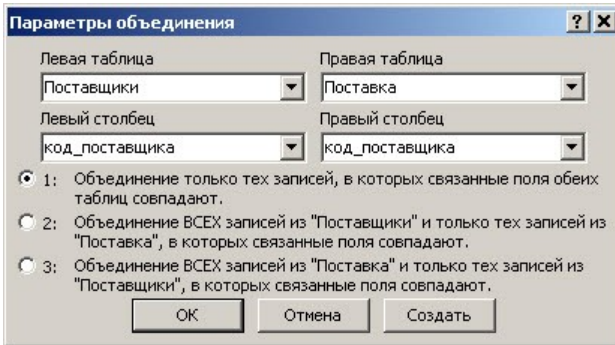 Параметры объединения
Левая таблица Правая таблица
Поставщики Поставка
Левый столбец Правый столбец
код_поставщика код_поставщика
1: Объединение только тех записей, в которых связанные поля обеих
таблиц совпадают.
2: Объединение ВСЕХ записей из "Поставщики" и только тех записей из
"Поставка", в которых связанные поля совпадают.
3: Объединение ВСЕХ записей из "Поставка" и только тех записей из
"Поставщики", в которых связанные поля совпадают.
ОК Отмена Создать